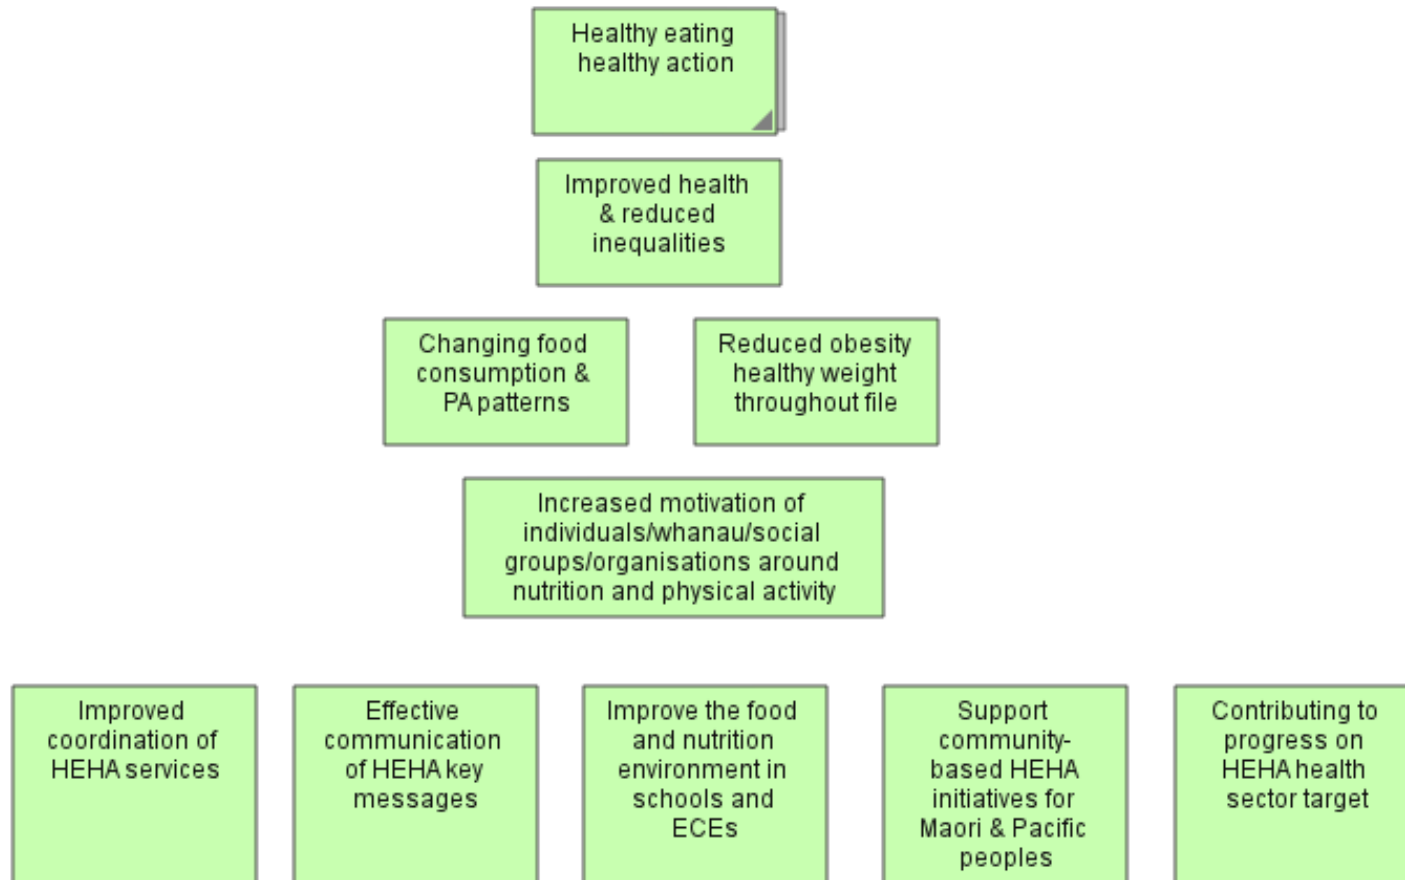 Healthy eating
healthy action
Improved health
& reduced
inequalities
Changing food
consumption &
PA patterns
Reduced obesity
healthy weight
throughout file
Increased motivation of
individuals/whanau/social
groups/organisations around
nutrition and physical activity
Improved
coordination of
HEHA services
Effective
communication
of HEHA key
messages
Improve the food
and nutrition
environment in
schools and
ECEs
Support
community-
based HEHA
initiatives for
Maori & Pacific
peoples
Contributing to
progress on
HEHA health
sector target